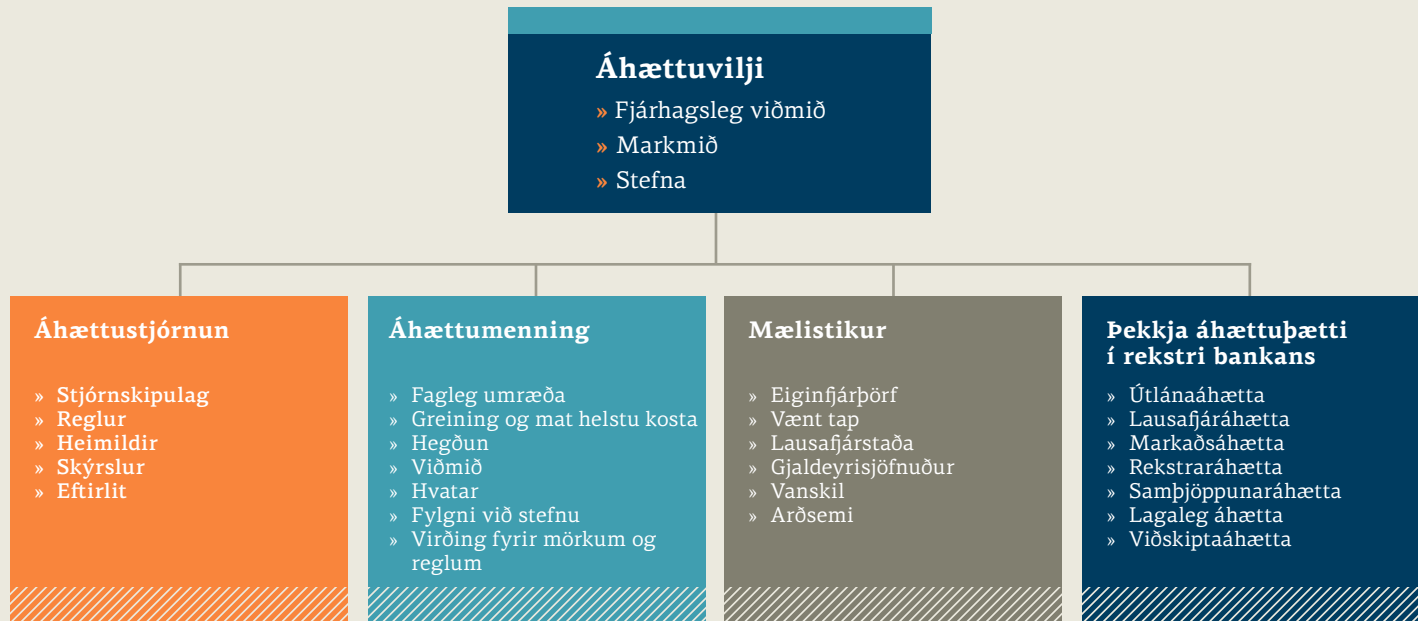 Áhættuvilji
» Fjárhagsleg viðmið
» Markmið
» Stefna
Áhættustjórnun
» Stjórnskipulag
» Reglur
» Heimildir
» Skýrslur
» Eftirlit
Áhættumenning
» Fagleg umræða
» Greining og mat helstu kosta
» Hegðun
» Viðmið
» Hvatar
» Fylgni við stefnu
» Virðing fyrir mörkum og
reglum
Mælistikur
» Eiginfjárþörf
» Vænt tap
» Lausafjárstaða
» Gjaldeyrisjöfnuður
» Vanskil
» Arðsemi
Þekkja áhættuþætti
í rekstri bankans
» Útlánaáhætta
» Lausafjáráhætta
» Markaðsáhætta
» Rekstraráhætta
» Samþjöppunaráhætta
» Lagaleg áhætta
» Viðskiptaáhætta